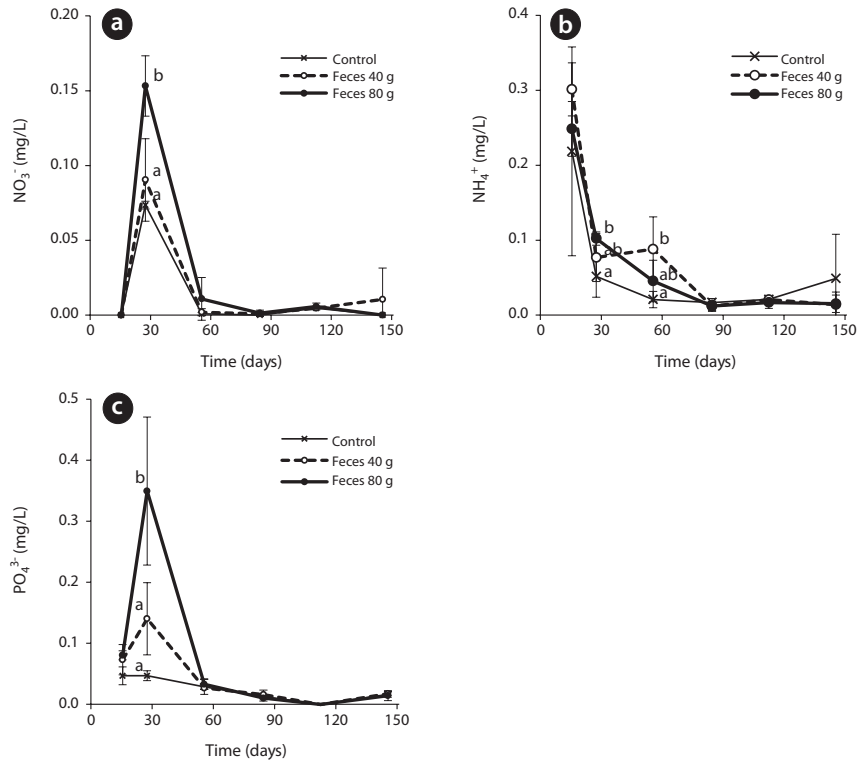 a
0.20
0.15
0.10
0.05
0.00
NO₃⁻ (mg/L)
Control
Feces 40 g
Feces 80 g
b
a
a
0 30 60 90 120 150
Time (days)
b
0.4
0.3
0.2
0.1
0.0
NH₄⁺ (mg/L)
Control
Feces 40 g
Feces 80 g
b
ab
a
b
ab
a
0 30 60 90 120 150
Time (days)
c
0.5
0.4
0.3
0.2
0.1
0.0
PO₄³⁻ (mg/L)
Control
Feces 40 g
Feces 80 g
b
a
a
0 30 60 90 120 150
Time (days)